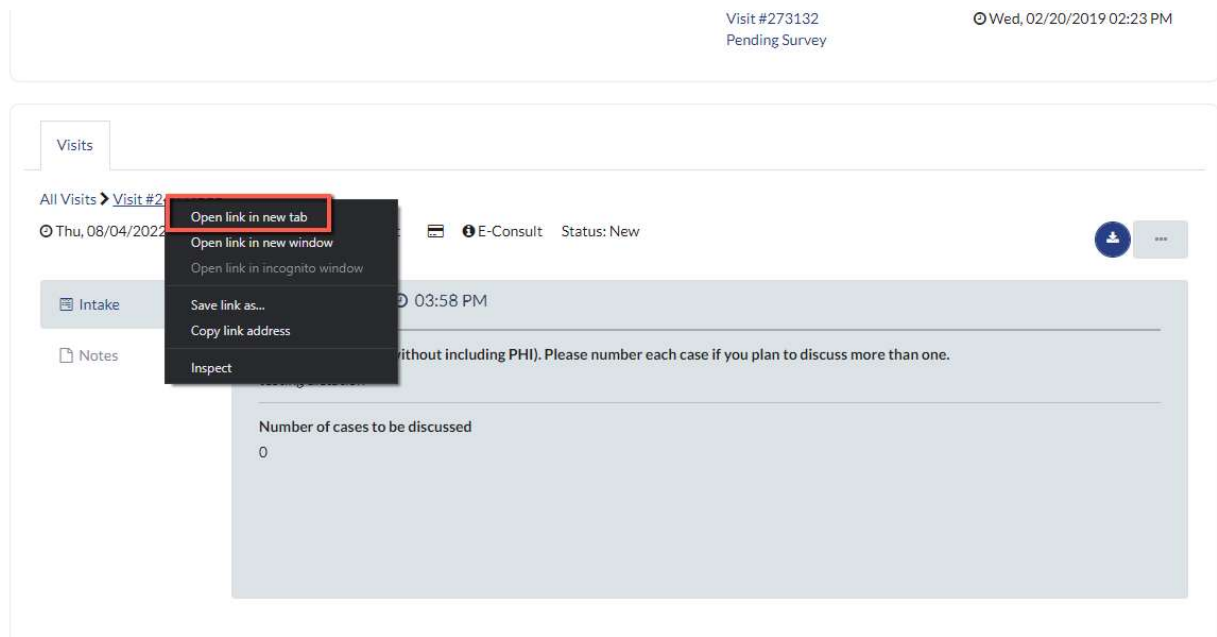 Visit #273132
Wed, 02/20/2019 02:23 PM
Pending Survey
Visits
All Visits > Visit #2
Open link in new tab
Thu, 08/04/2022
E-Consult Status: New
Open link in new window
Open link in incognito window
Intake
Save link as...
03:58 PM
Copy link address
Notes
without including PHI). Please number each case if you plan to discuss more than one.
Inspect
Number of cases to be discussed
0